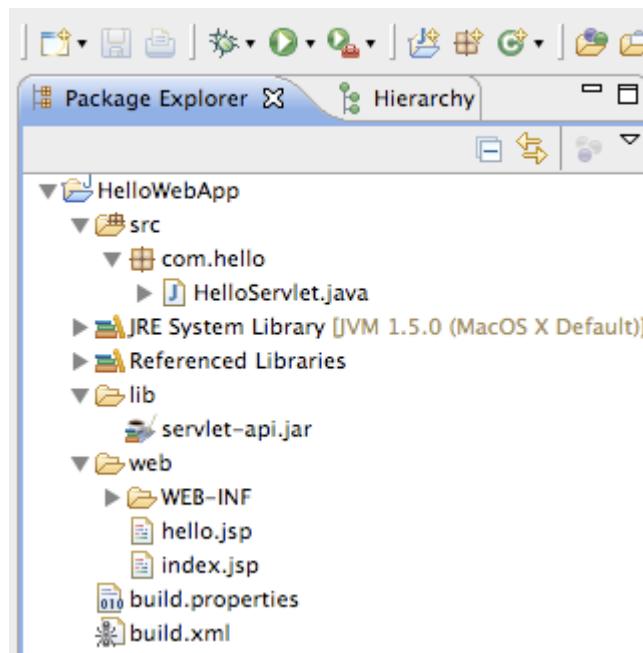 Package Explorer Hierarchy
HelloWebApp
src
com.hello
J HelloServlet.java
JRE System Library [JVM 1.5.0 (MacOS X Default)]
Referenced Libraries
lib
servlet-api.jar
web
WEB-INF
hello.jsp
index.jsp
010 build.properties
build.xml